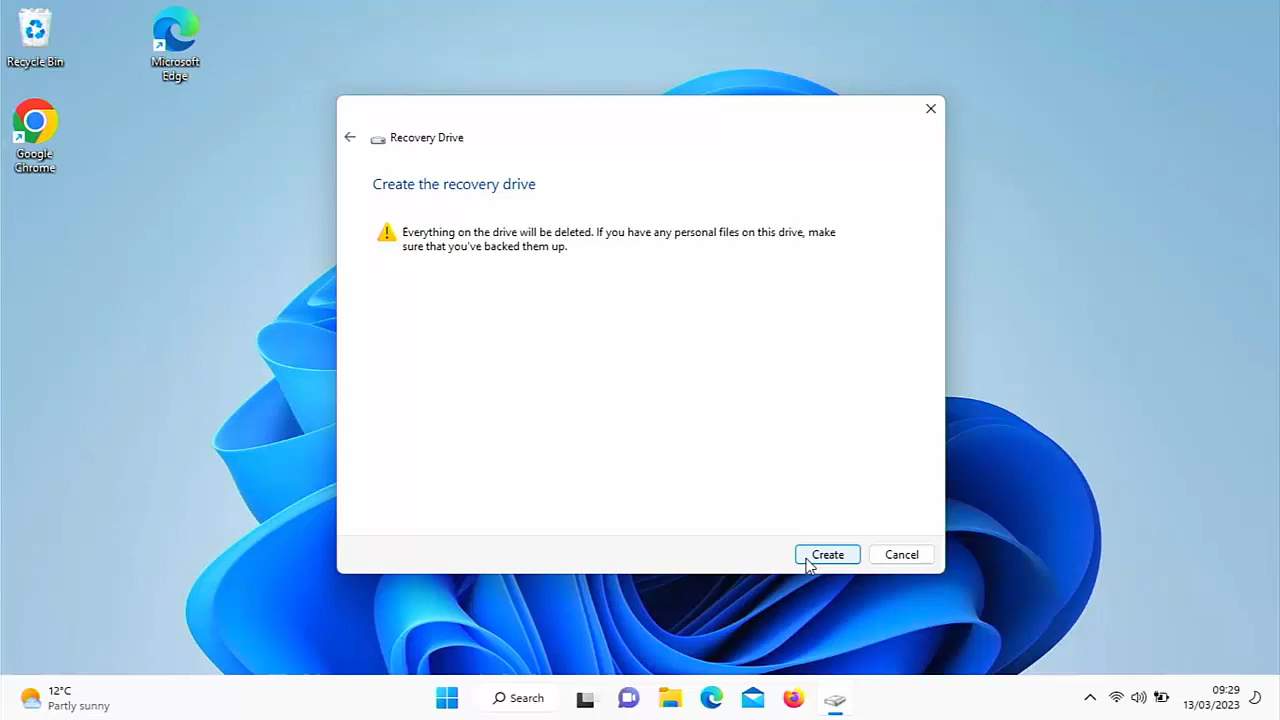 Recycle Bin
Microsoft
Edge
Google
Chrome
Recovery Drive
Create the recovery drive
Everything on the drive will be deleted. If you have any personal files on this drive, make
sure that you've backed them up.
Create
Cancel
12°C
Partly sunny
Search
09:29
13/03/2023